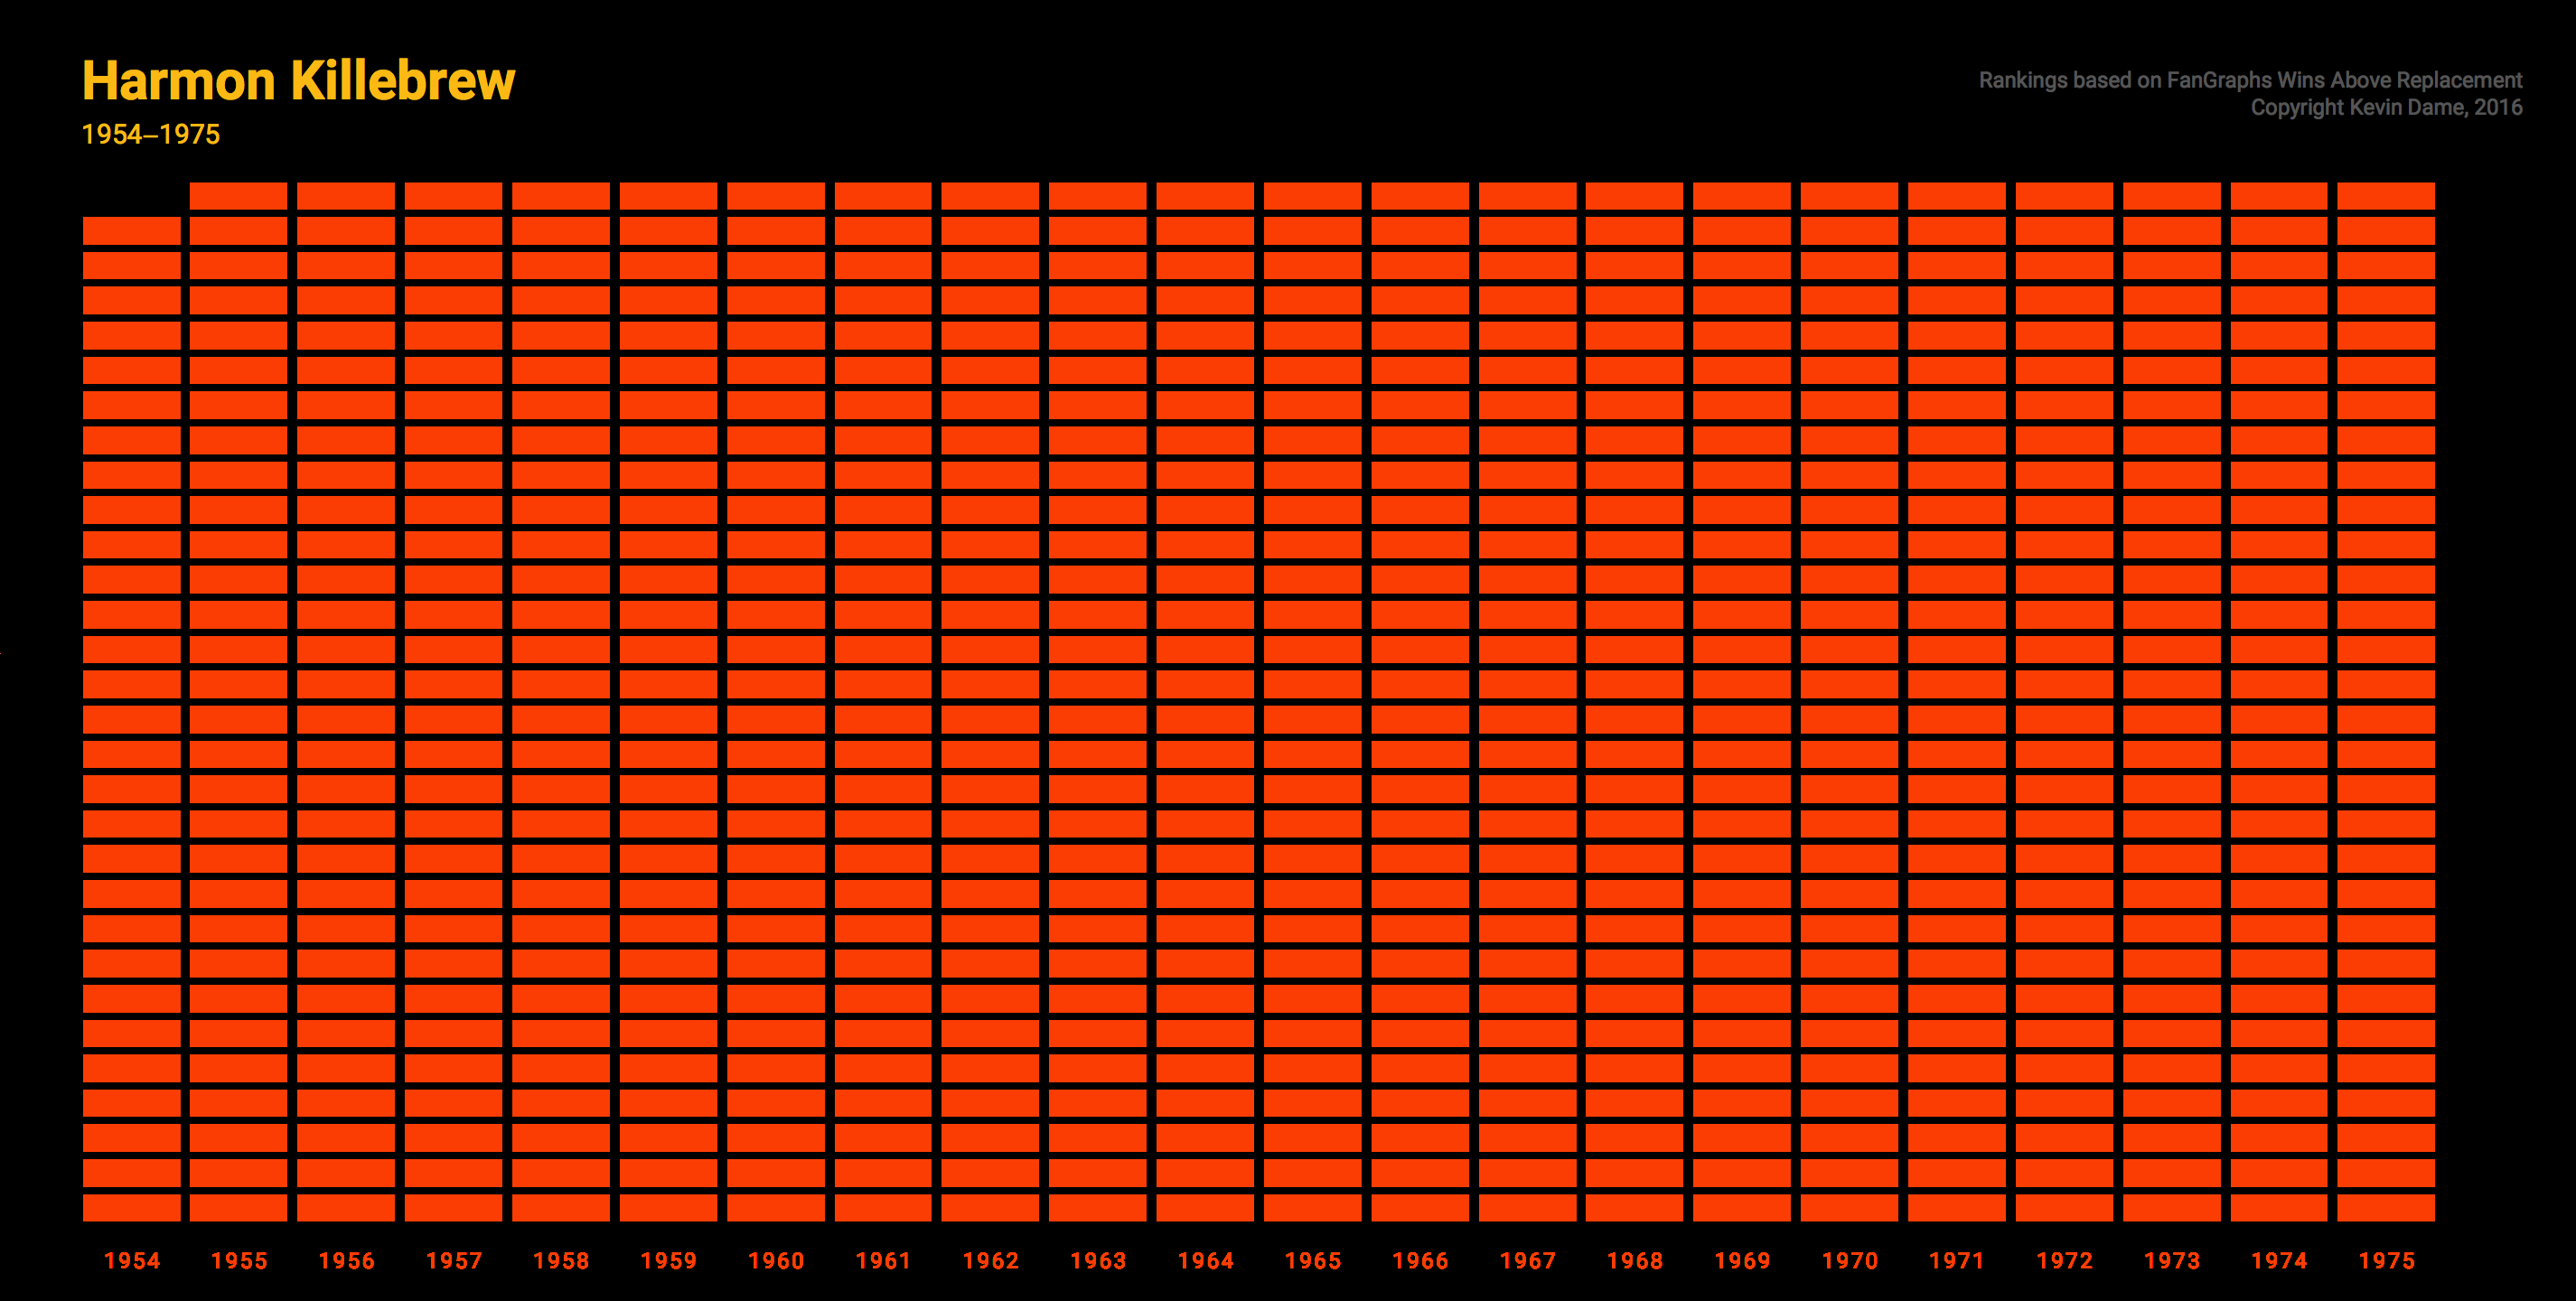 Harmon Killebrew
1954–1975
Rankings based on FanGraphs Wins Above Replacement
Copyright Kevin Dame, 2016
1954 1955 1956 1957 1958 1959 1960 1961 1962 1963 1964 1965 1966 1967 1968 1969 1970 1971 1972 1973 1974 1975